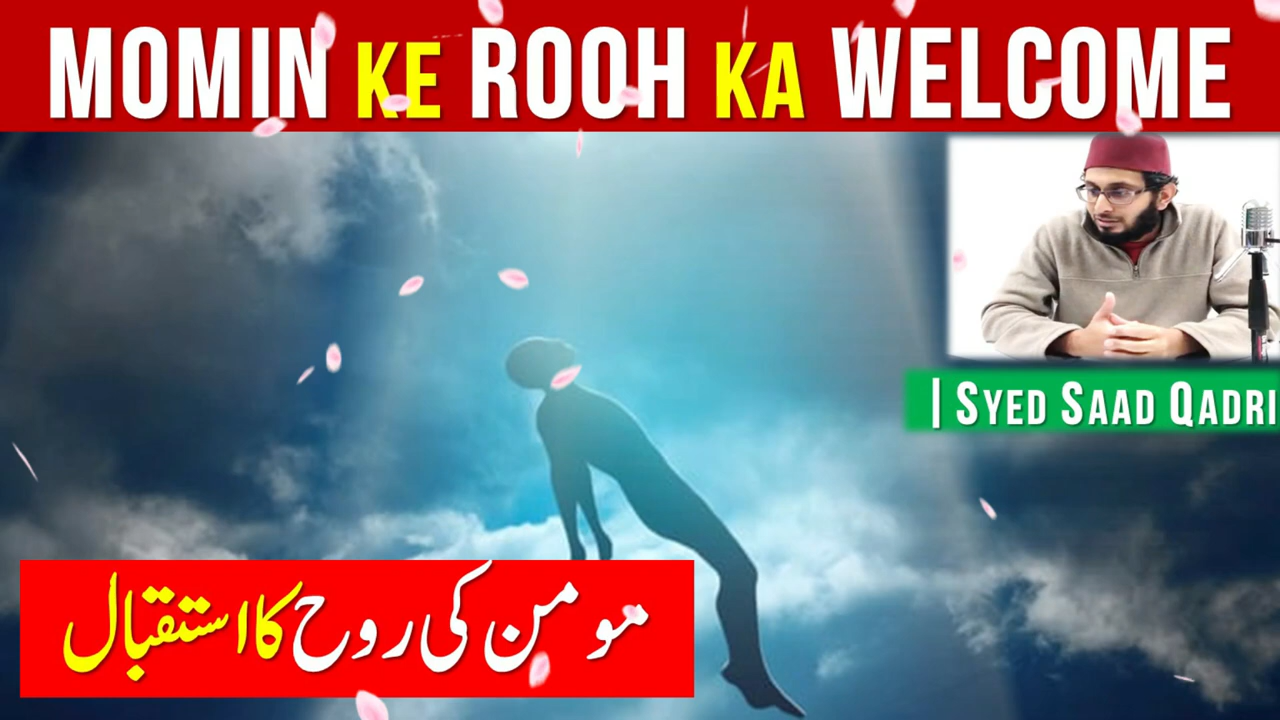 MOMIN KE ROOH KA WELCOME
| SYED SAAD QADRI
مومن کی روح کا استقبال